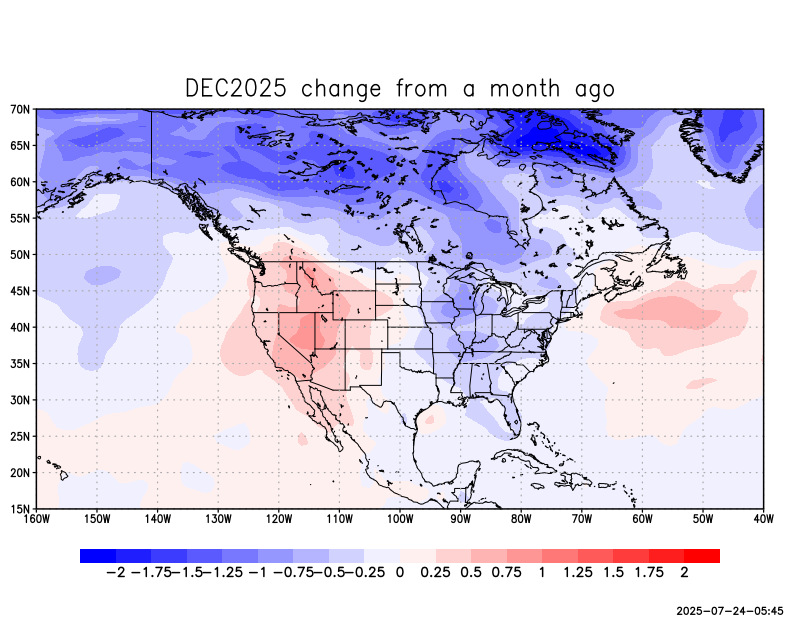 DEC2025 change from a month ago
70N
65N
60N
55N
50N
45N
40N
35N
30N
25N
20N
15N
160W 150W 140W 130W 120W 110W 100W 90W 80W 70W 60W 50W 40W
-2 -1.75 -1.5 -1.25 -1 -0.75 -0.5 -0.25 0 0.25 0.5 0.75 1 1.25 1.5 1.75 2
2025-07-24-05:45